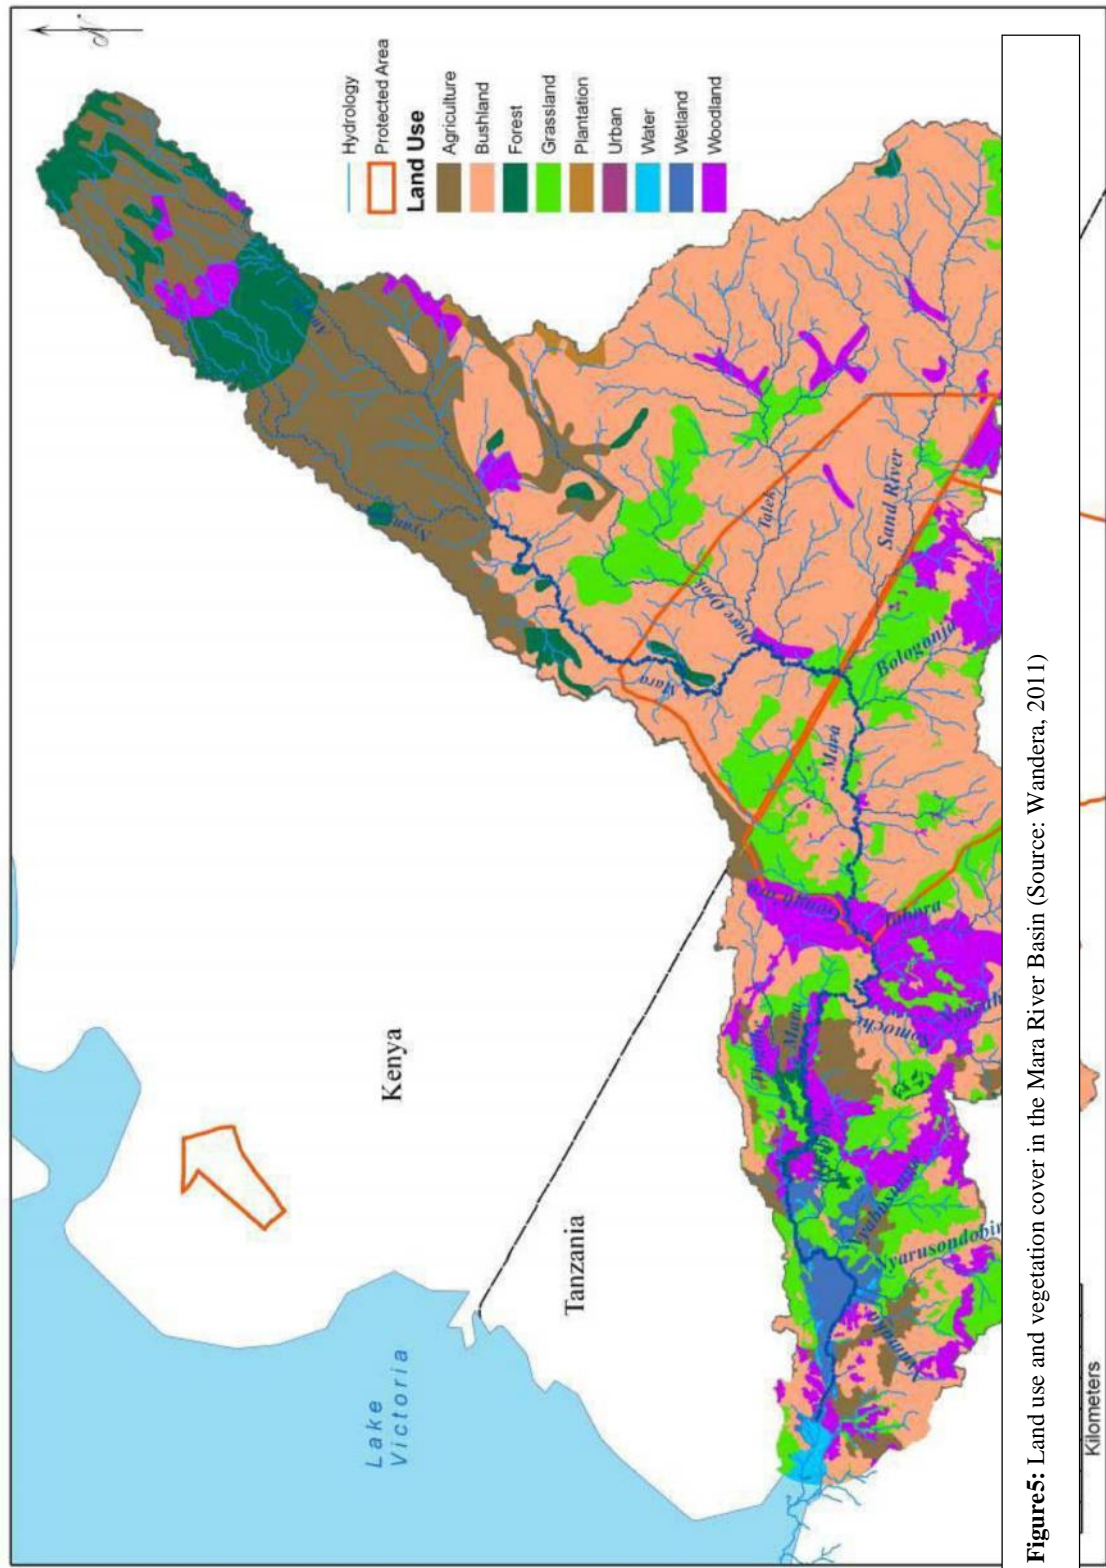 N
Hydrology
Protected Area
Land Use
Agriculture
Bushland
Forest
Grassland
Plantation
Urban
Water
Wetland
Woodland
Kenya
Tanzania
Lake
Victoria
Talek
Sand River
Mara
Bologonja
Mara
Tabora
Mara
Nyarusondobir
Kilometers
Figure5: Land use and vegetation cover in the Mara River Basin (Source: Wandera, 2011)